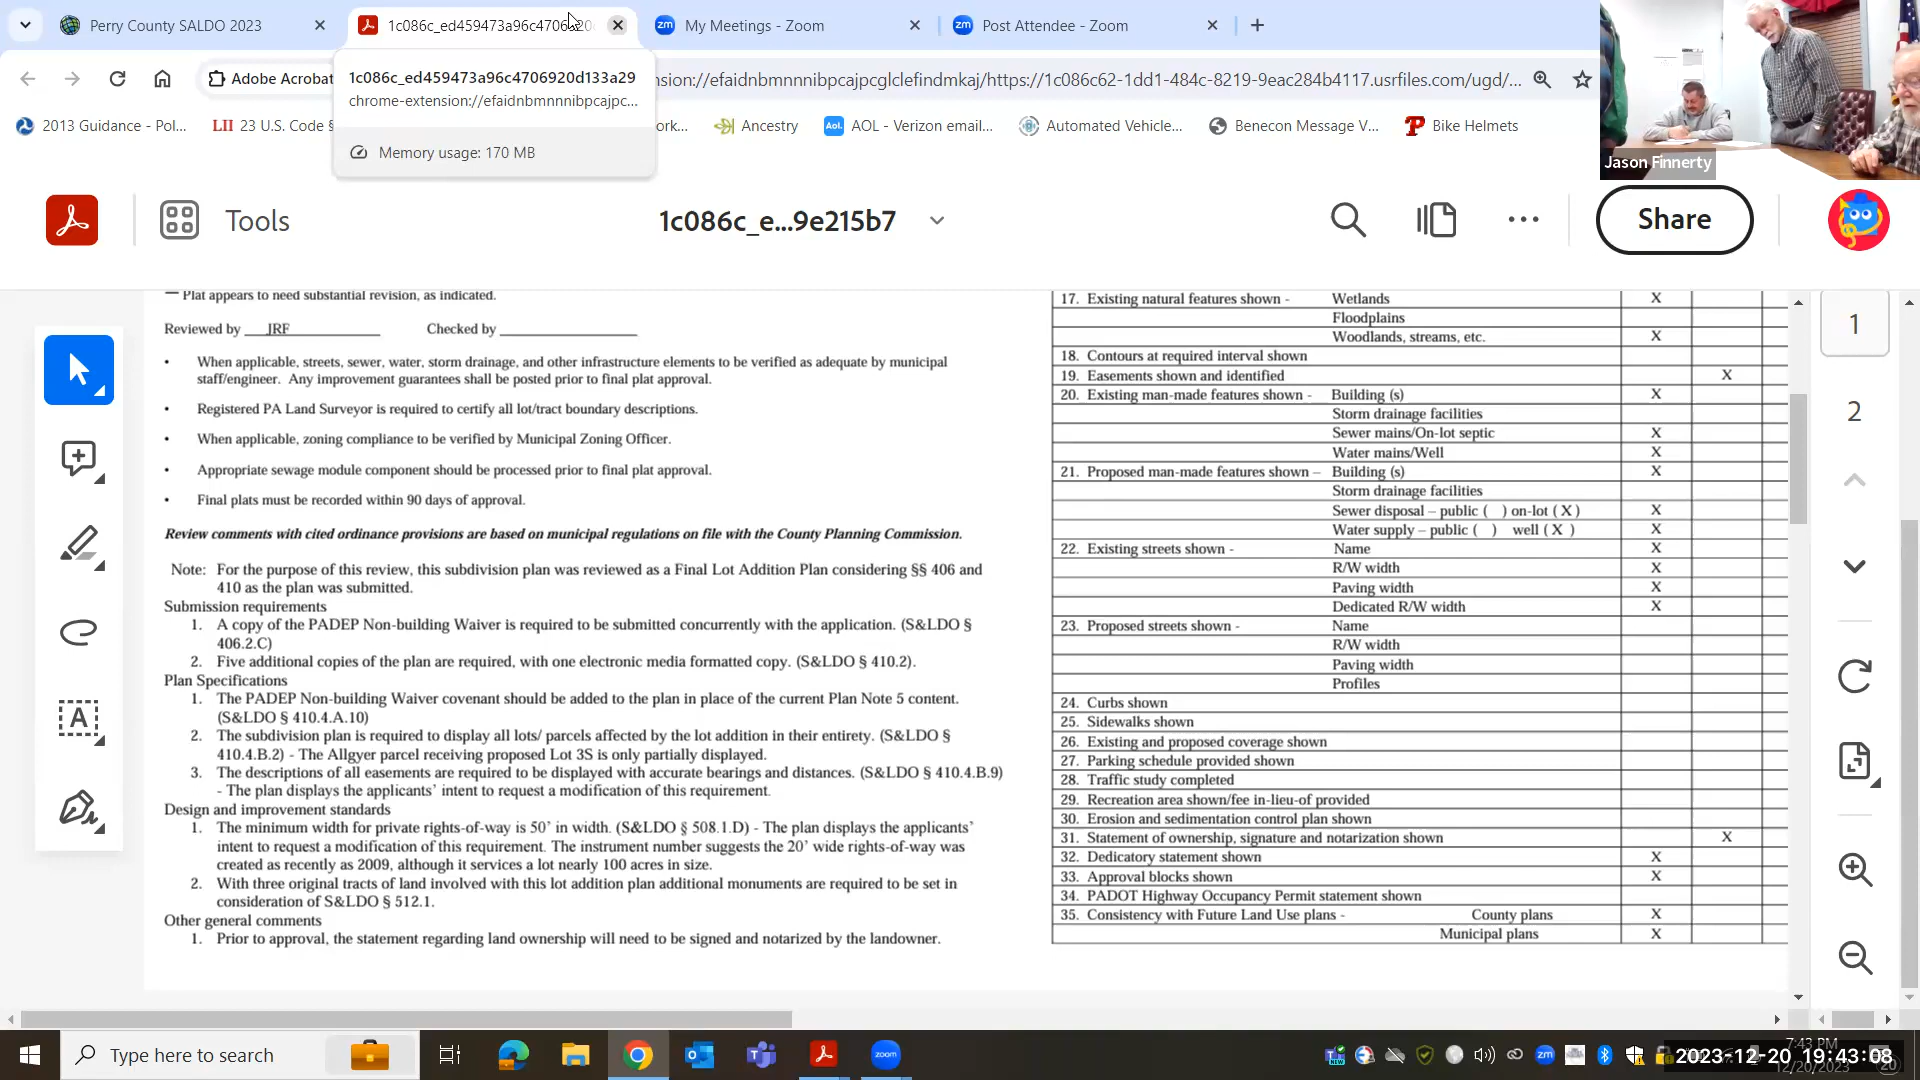 Perry County SALDO 2023
1c086c_ed459473a96c4706920
My Meetings - Zoom
Post Attendee - Zoom
Adobe Acrobat
1c086c_ed459473a96c4706920d133a29
chrome-extension://efaidnbmnnnibpcajpc...
Memory usage: 170 MB
nsion://efaidnbmnnnibpcajpcglclefindmkaj/https://1c086c62-1dd1-484c-8219-9eac284b4117.usrfiles.com/ugd/...
2013 Guidance - Pol...
LII 23 U.S. Code §
ork...
Ancestry
Aol. AOL - Verizon email...
Automated Vehicle...
Benecon Message V...
Bike Helmets
Jason Finnerty
Tools
1c086c_e...9e215b7
Share
Plat appears to need substantial revision, as indicated.
Reviewed by JRF Checked by
• When applicable, streets, sewer, water, storm drainage, and other infrastructure elements to be verified as adequate by municipal
staff/engineer. Any improvement guarantees shall be posted prior to final plat approval.
• Registered PA Land Surveyor is required to certify all lot/tract boundary descriptions.
• When applicable, zoning compliance to be verified by Municipal Zoning Officer.
• Appropriate sewage module component should be processed prior to final plat approval.
• Final plats must be recorded within 90 days of approval.
Review comments with cited ordinance provisions are based on municipal regulations on file with the County Planning Commission.
Note: For the purpose of this review, this subdivision plan was reviewed as a Final Lot Addition Plan considering §§ 406 and
410 as the plan was submitted.
Submission requirements
1. A copy of the PADEP Non-building Waiver is required to be submitted concurrently with the application. (S&LDO §
406.2.C)
2. Five additional copies of the plan are required, with one electronic media formatted copy. (S&LDO § 410.2).
Plan Specifications
1. The PADEP Non-building Waiver covenant should be added to the plan in place of the current Plan Note 5 content.
(S&LDO § 410.4.A.10)
2. The subdivision plan is required to display all lots/ parcels affected by the lot addition in their entirety. (S&LDO §
410.4.B.2) - The Allgyer parcel receiving proposed Lot 3S is only partially displayed.
3. The descriptions of all easements are required to be displayed with accurate bearings and distances. (S&LDO § 410.4.B.9)
- The plan displays the applicants' intent to request a modification of this requirement.
Design and improvement standards
1. The minimum width for private rights-of-way is 50' in width. (S&LDO § 508.1.D) - The plan displays the applicants'
intent to request a modification of this requirement. The instrument number suggests the 20' wide rights-of-way was
created as recently as 2009, although it services a lot nearly 100 acres in size.
2. With three original tracts of land involved with this lot addition plan additional monuments are required to be set in
consideration of S&LDO § 512.1.
Other general comments
1. Prior to approval, the statement regarding land ownership will need to be signed and notarized by the landowner.
17. Existing natural features shown - Wetlands X
Floodplains
Woodlands, streams, etc. X
18. Contours at required interval shown
19. Easements shown and identified X
20. Existing man-made features shown - Building (s) X
Storm drainage facilities
Sewer mains/On-lot septic X
Water mains/Well X
21. Proposed man-made features shown – Building (s) X
Storm drainage facilities
Sewer disposal – public ( ) on-lot ( X ) X
Water supply – public ( ) well ( X ) X
22. Existing streets shown - Name X
R/W width X
Paving width X
Dedicated R/W width X
23. Proposed streets shown - Name
R/W width
Paving width
Profiles
24. Curbs shown
25. Sidewalks shown
26. Existing and proposed coverage shown
27. Parking schedule provided shown
28. Traffic study completed
29. Recreation area shown/fee in-lieu-of provided
30. Erosion and sedimentation control plan shown
31. Statement of ownership, signature and notarization shown X
32. Dedicatory statement shown X
33. Approval blocks shown X
34. PADOT Highway Occupancy Permit statement shown
35. Consistency with Future Land Use plans - County plans X
Municipal plans X
1
2
Type here to search
zoom
7:43 PM
2023-12-20 19:43:08
12/20/2023
20